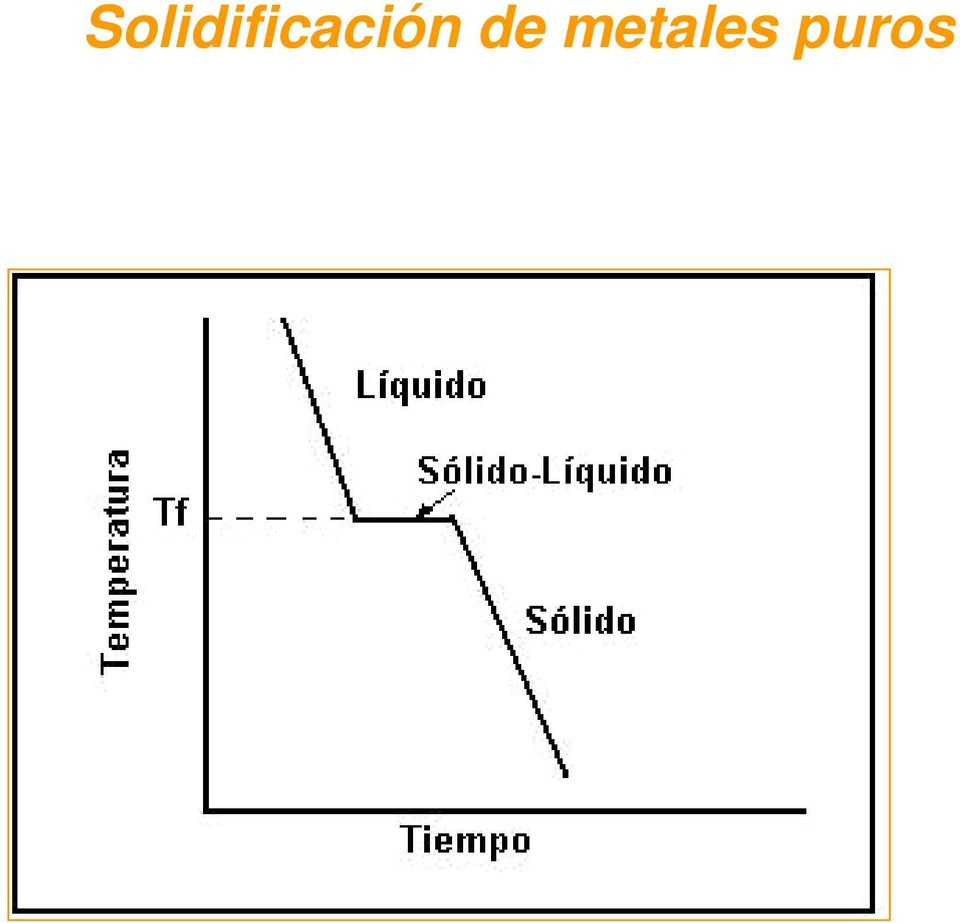 Solidificación de metales puros
Líquido
Sólido-Líquido
Tf
Temperatura
Sólido
Tiempo